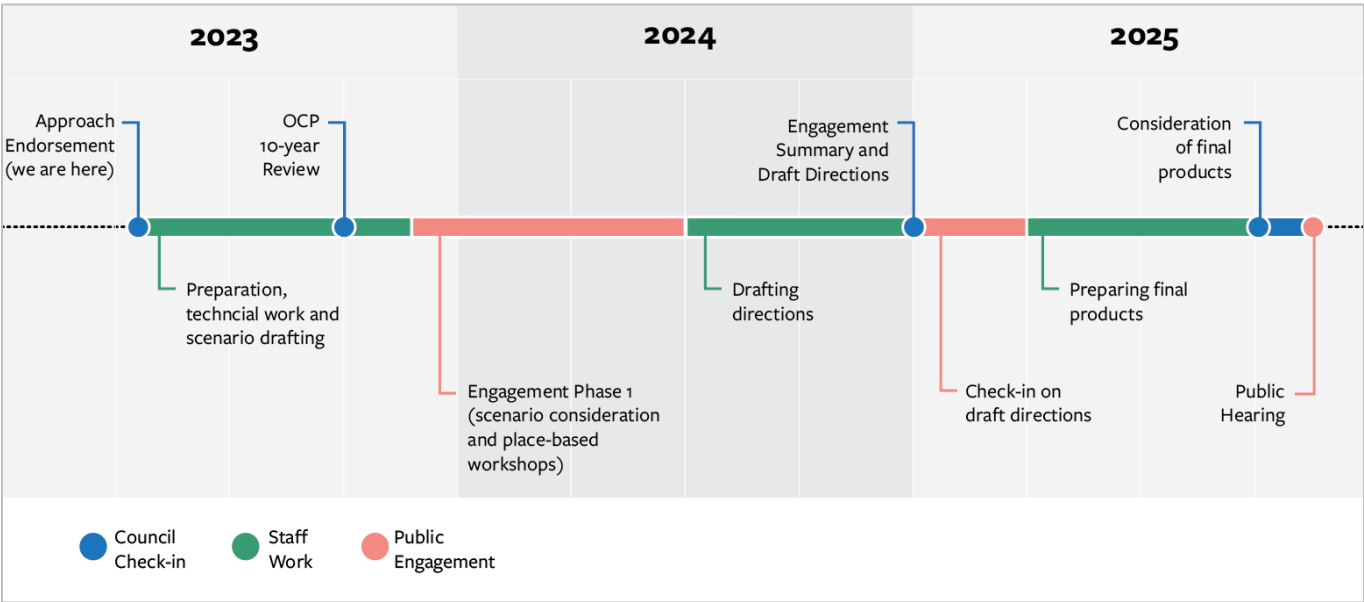 2023
2024
2025
Approach
Endorsement
(we are here)
OCP
10-year
Review
Engagement
Summary and
Draft Directions
Consideration
of final
products
Preparation,
techncial work and
scenario drafting
Drafting
directions
Preparing final
products
Engagement Phase 1
(scenario consideration
and place-based
workshops)
Check-in on
draft directions
Public
Hearing
Council
Check-in
Staff
Work
Public
Engagement